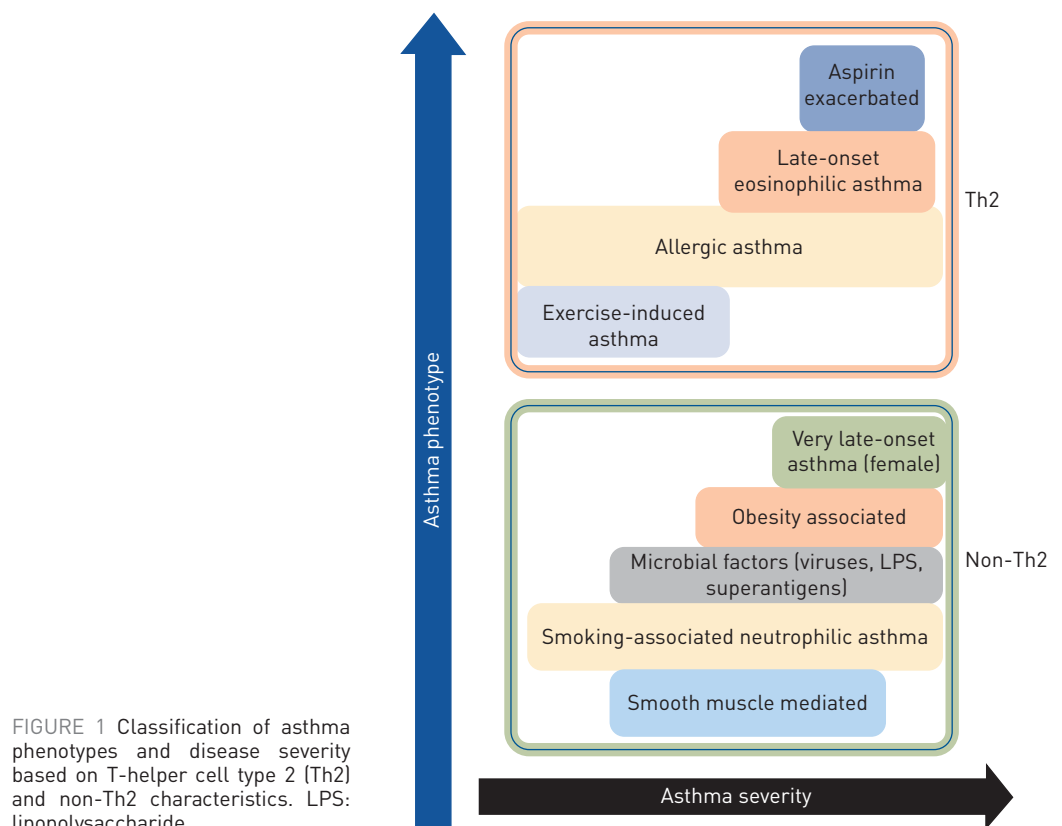 Aspirin
exacerbated
Late-onset
eosinophilic asthma
Th2
Allergic asthma
Exercise-induced
asthma
Asthma phenotype
Very late-onset
asthma (female)
Obesity associated
Microbial factors (viruses, LPS,
superantigens)
Non-Th2
Smoking-associated neutrophilic asthma
Smooth muscle mediated
Asthma severity
FIGURE 1 Classification of asthma
phenotypes and disease severity
based on T-helper cell type 2 (Th2)
and non-Th2 characteristics. LPS:
lipopolysaccharide